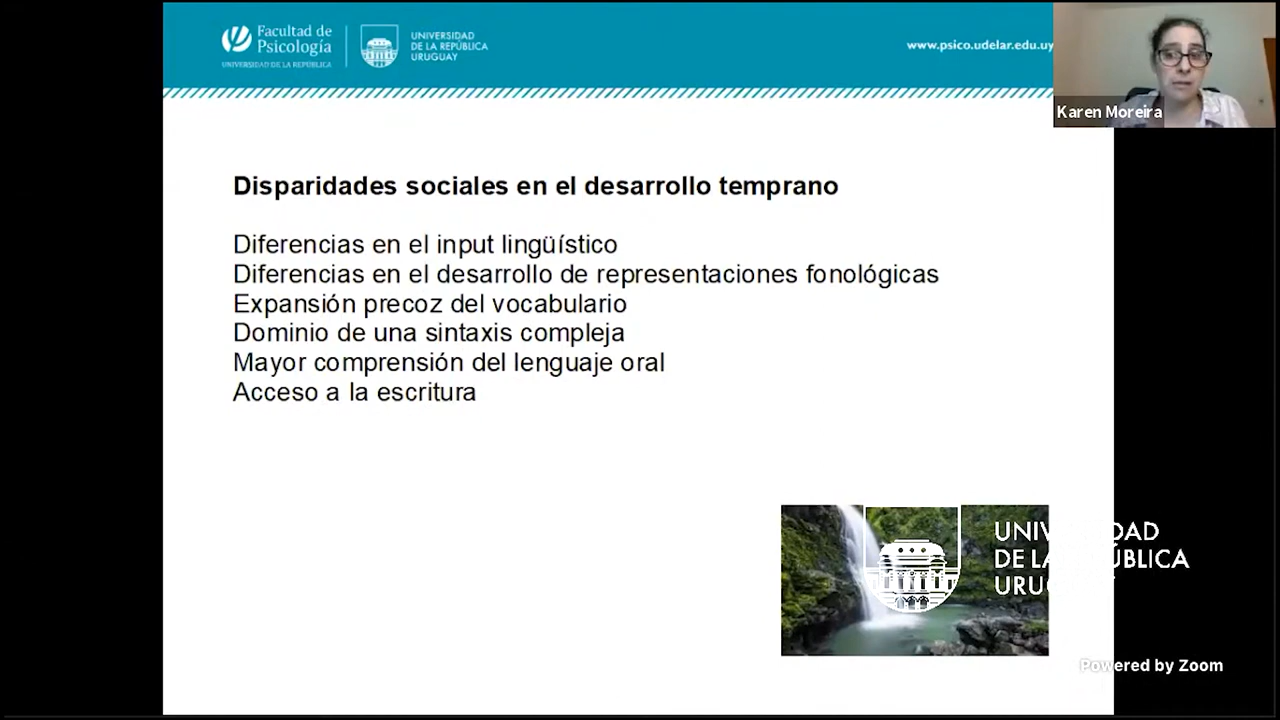 Facultad de
Psicología
UNIVERSIDAD DE LA REPÚBLICA
UNIVERSIDAD
DE LA REPÚBLICA
URUGUAY
www.psico.udelar.edu.uy
Karen Moreira
Disparidades sociales en el desarrollo temprano
Diferencias en el input lingüístico
Diferencias en el desarrollo de representaciones fonológicas
Expansión precoz del vocabulario
Dominio de una sintaxis compleja
Mayor comprensión del lenguaje oral
Acceso a la escritura
UNIVERSIDAD
DE LA REPÚBLICA
URUGUAY
Powered by Zoom